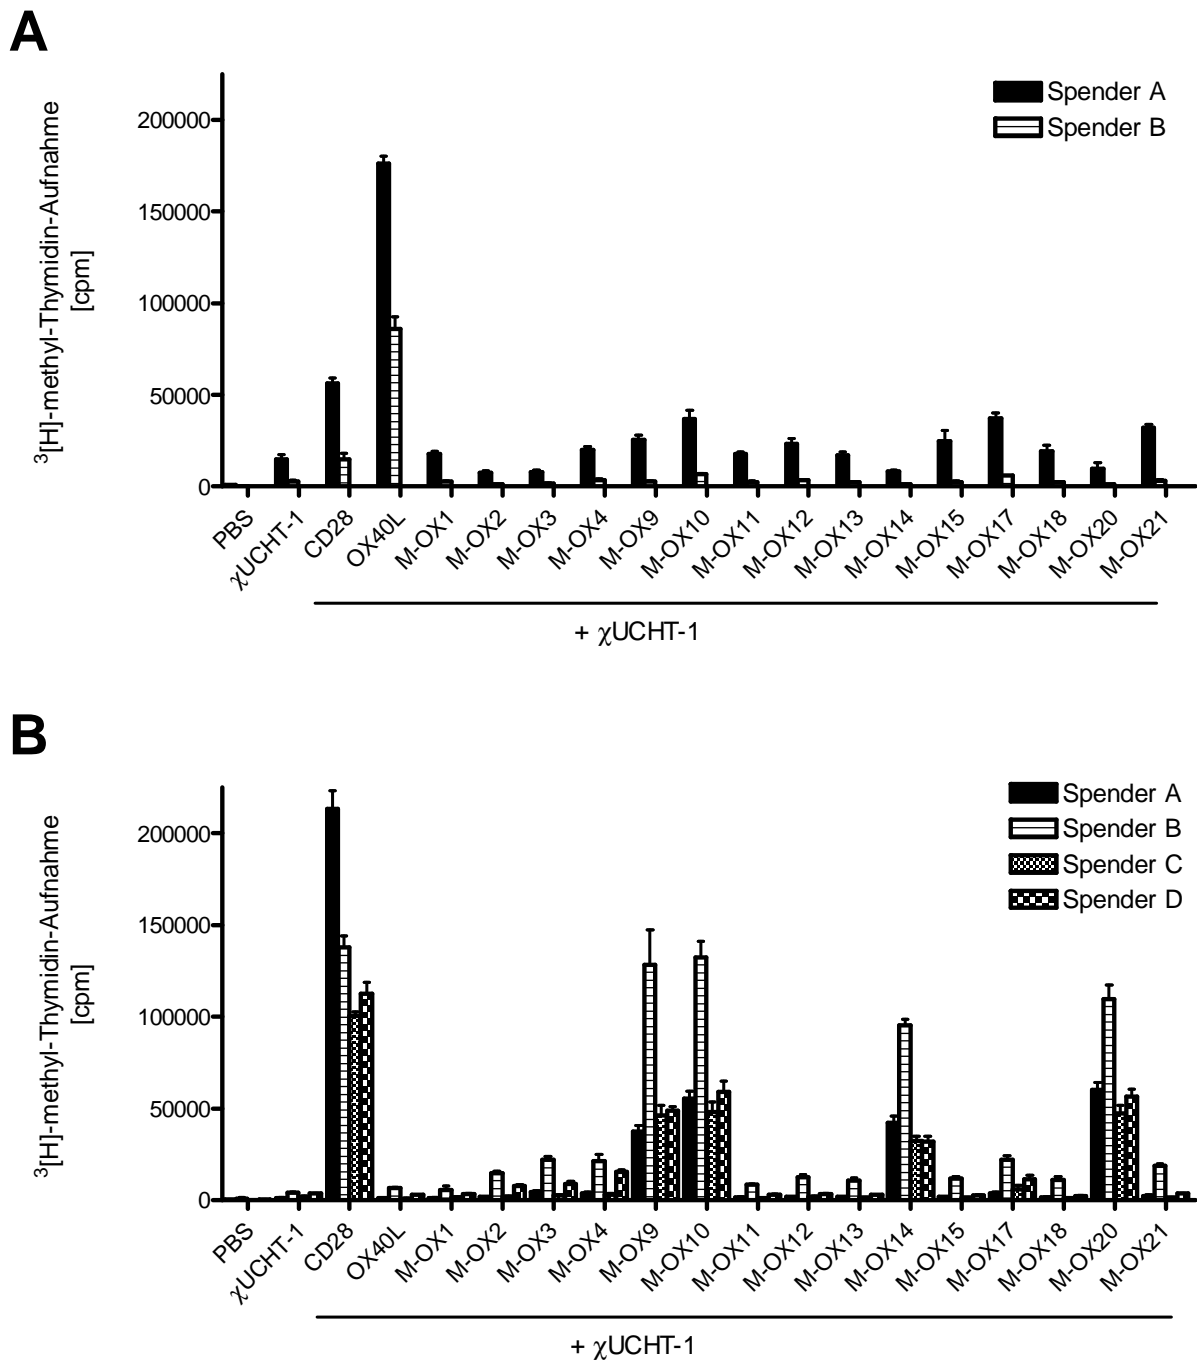 A
Spender A
Spender B
³[H]-methyl-Thymidin-Aufnahme
[cpm]
200000
150000
100000
50000
0
PBS
χUCHT-1
CD28
OX40L
M-OX1
M-OX2
M-OX3
M-OX4
M-OX9
M-OX10
M-OX11
M-OX12
M-OX13
M-OX14
M-OX15
M-OX17
M-OX18
M-OX20
M-OX21
+ χUCHT-1
B
Spender A
Spender B
Spender C
Spender D
³[H]-methyl-Thymidin-Aufnahme
[cpm]
200000
150000
100000
50000
0
PBS
χUCHT-1
CD28
OX40L
M-OX1
M-OX2
M-OX3
M-OX4
M-OX9
M-OX10
M-OX11
M-OX12
M-OX13
M-OX14
M-OX15
M-OX17
M-OX18
M-OX20
M-OX21
+ χUCHT-1